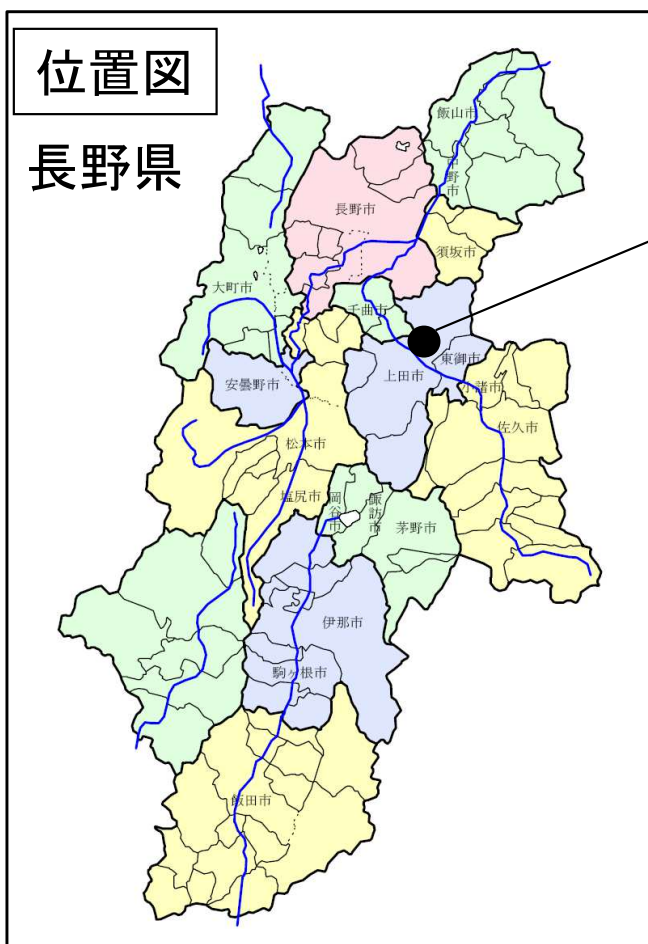 位置図
長野県
飯山市
中野市
長野市
須坂市
大町市
千曲市
東御市
上田市
小諸市
安曇野市
佐久市
松本市
塩尻市
岡谷市
諏訪市
茅野市
伊那市
駒ヶ根市
飯田市